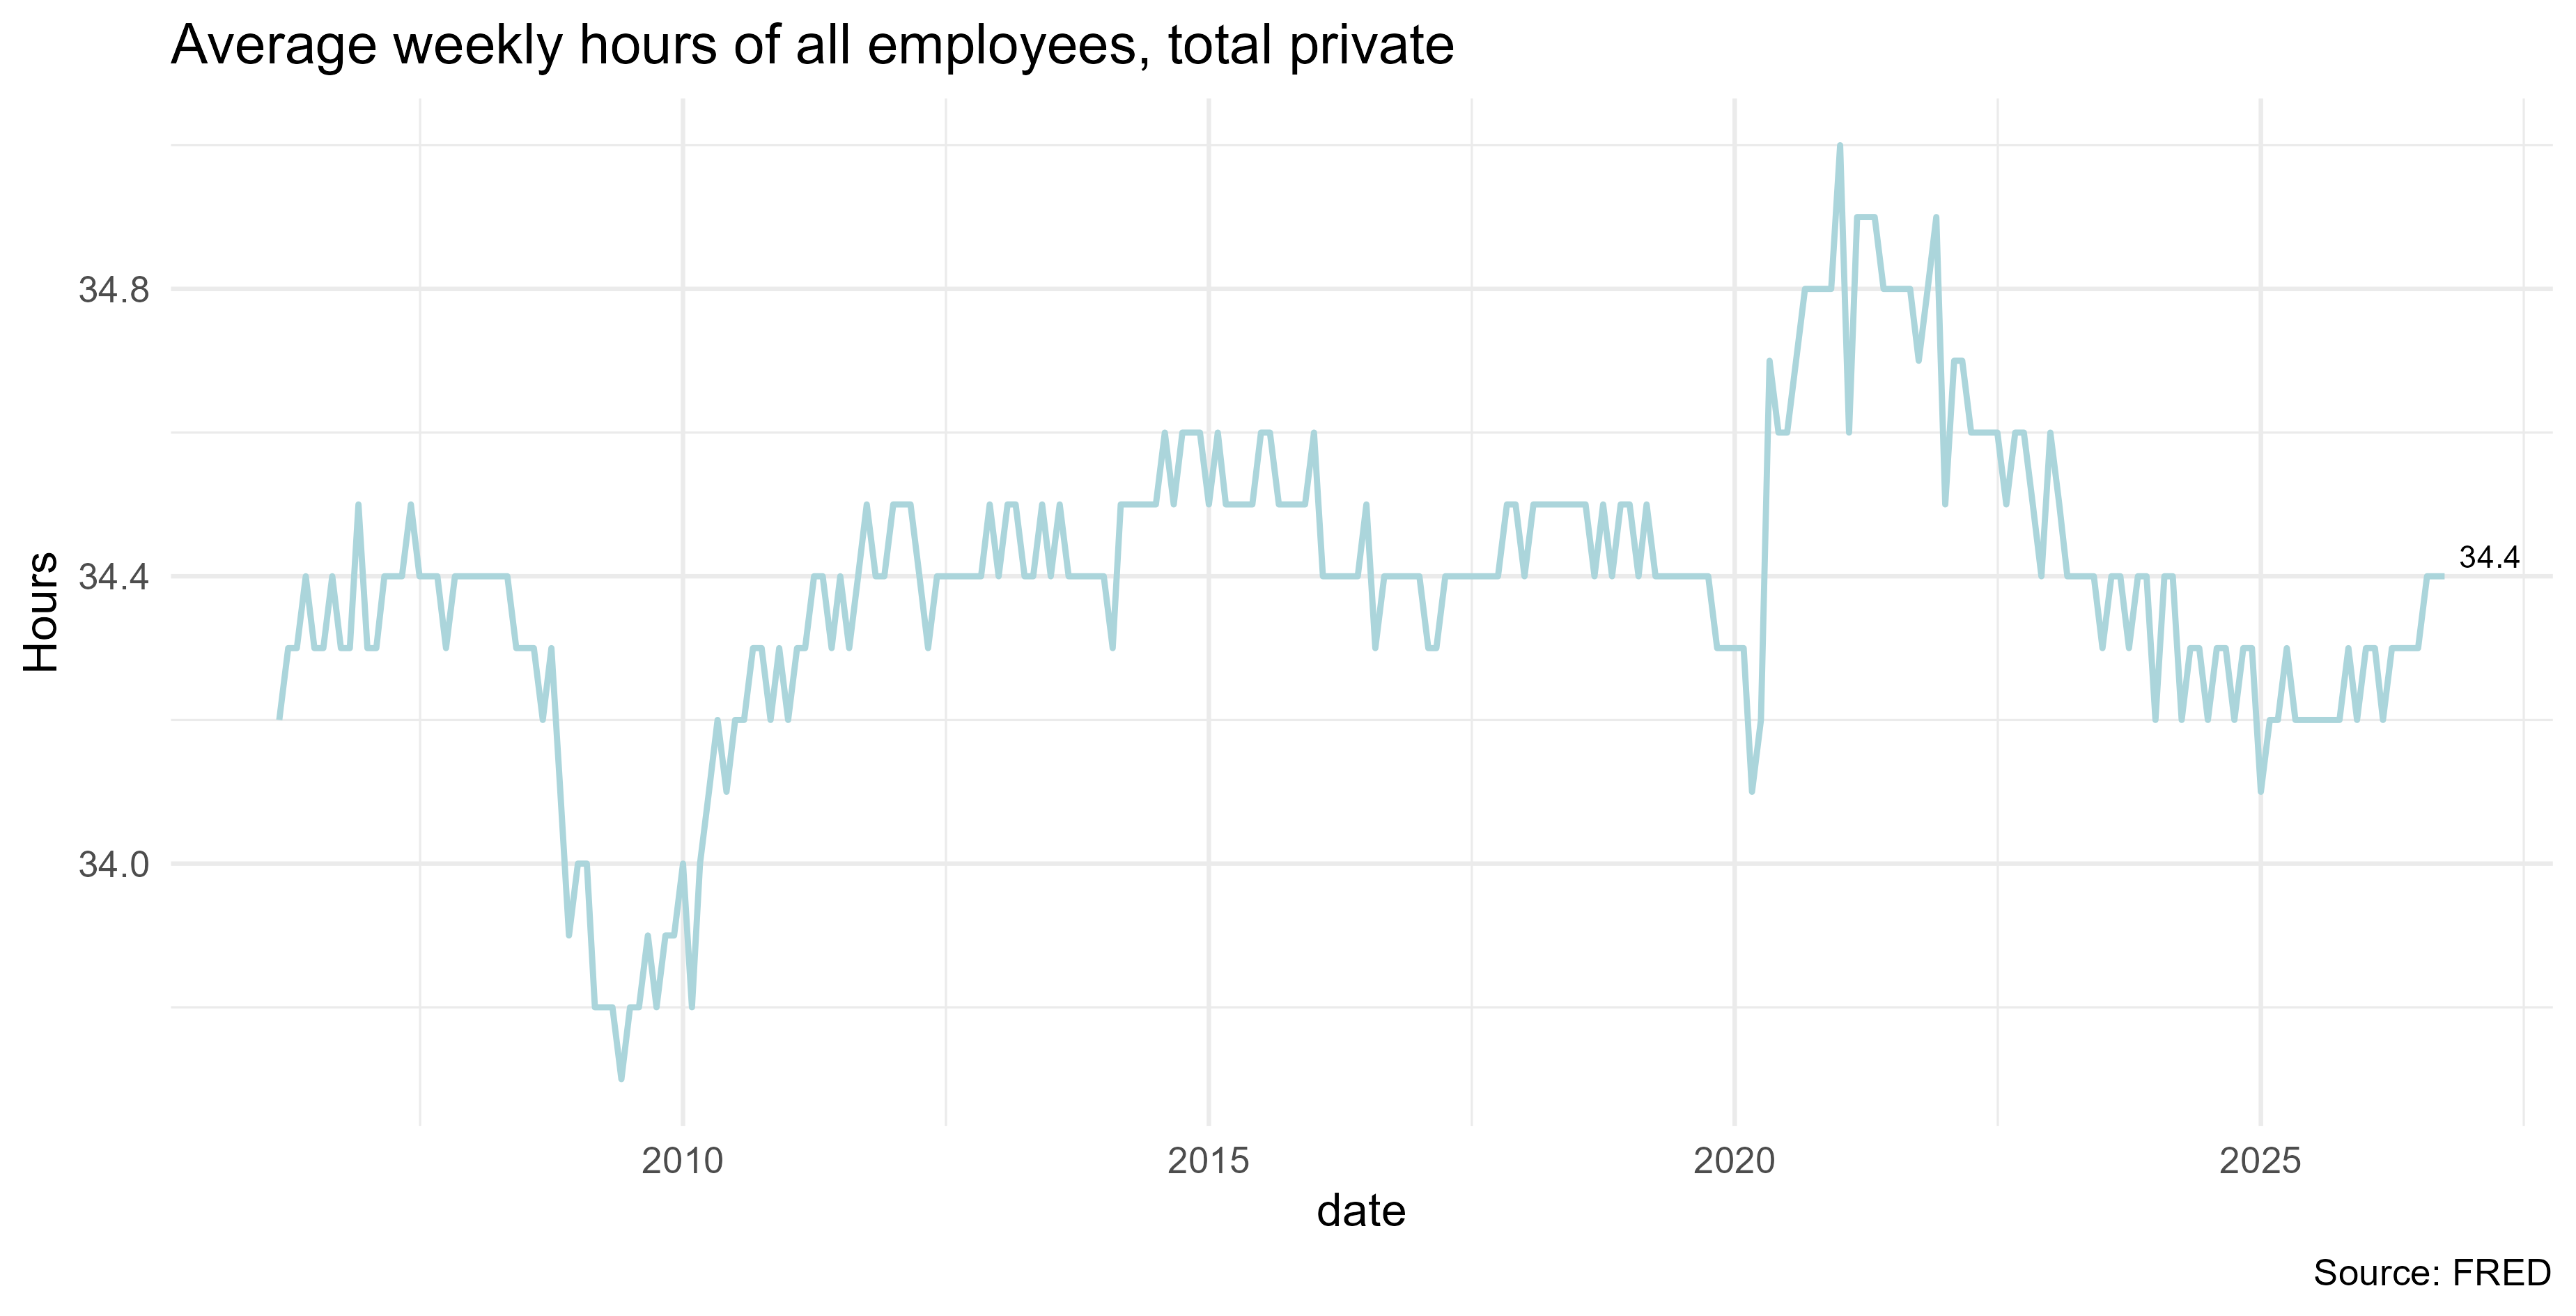 Average weekly hours of all employees, total private
Hours
34.8
34.4
34.0
34.4
2010 2015 2020 2025
date
Source: FRED